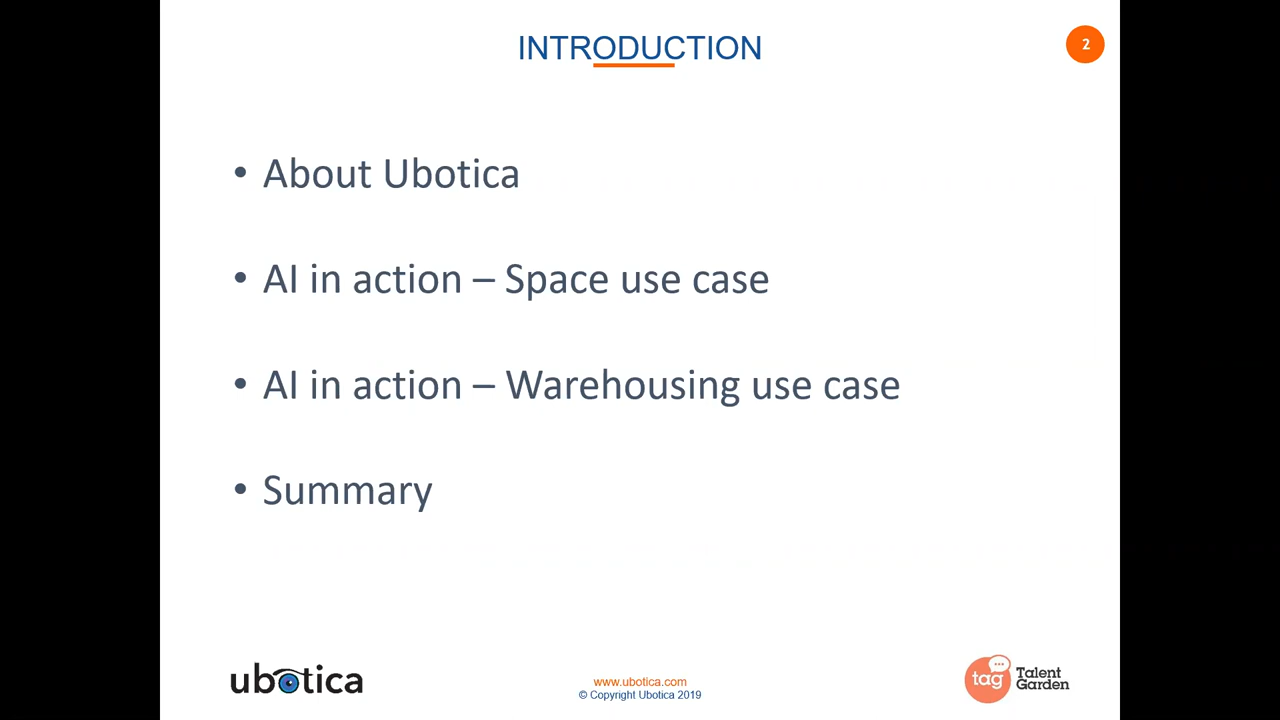 INTRODUCTION
2
• About Ubotica
• AI in action – Space use case
• AI in action – Warehousing use case
• Summary
ubotica
www.ubotica.com
© Copyright Ubotica 2019
tag
Talent
Garden